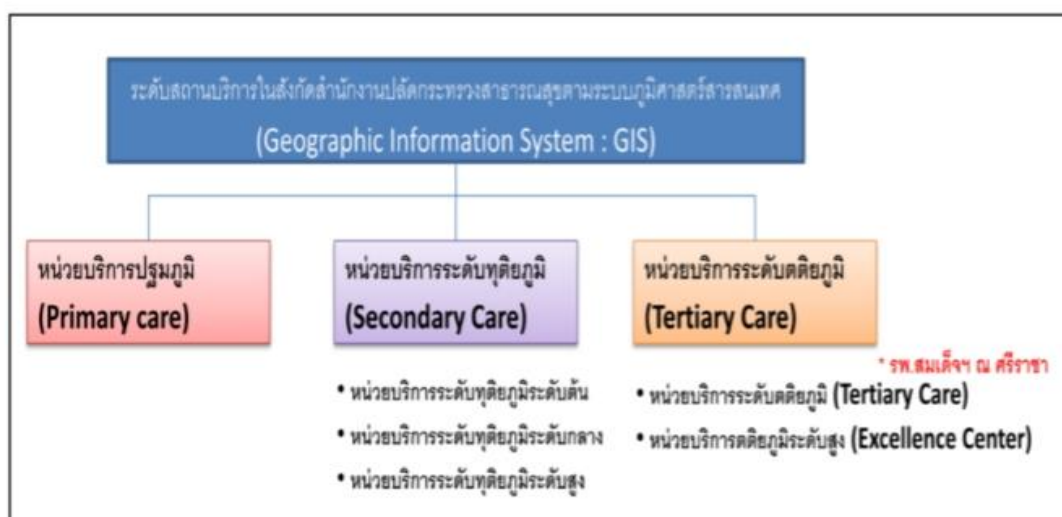 ระดับสถานบริการในสังกัดสำนักงานปลัดกระทรวงสาธารณสุขตามระบบภูมิศาสตร์สารสนเทศ
(Geographic Information System : GIS)
หน่วยบริการปฐมภูมิ
(Primary care)
หน่วยบริการระดับทุติยภูมิ
(Secondary Care)
หน่วยบริการระดับตติยภูมิ
(Tertiary Care)
* รพ.สมเด็จฯ ณ ศรีราชา
• หน่วยบริการระดับทุติยภูมิระดับต้น
• หน่วยบริการระดับทุติยภูมิระดับกลาง
• หน่วยบริการระดับทุติยภูมิระดับสูง
• หน่วยบริการระดับตติยภูมิ (Tertiary Care)
• หน่วยบริการตติยภูมิระดับสูง (Excellence Center)